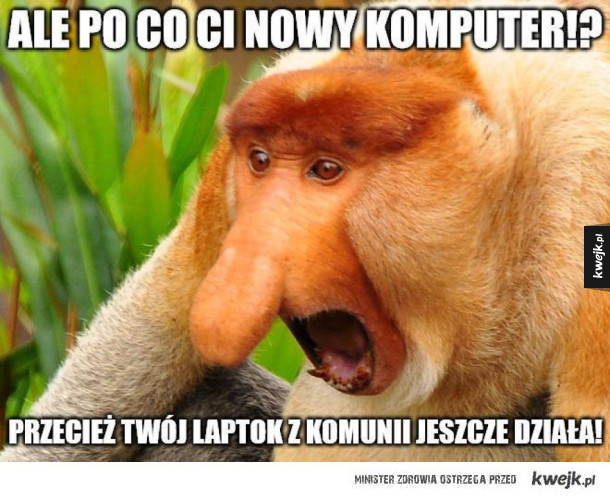 ALE PO CO CI NOWY KOMPUTER!?
kwejk.pl
PRZECIEŻ TWÓJ LAPTOK Z KOMUNII JESZCZE DZIAŁA!
MINISTER ZDROWIA OSTRZEGA PRZED kwejk.pl